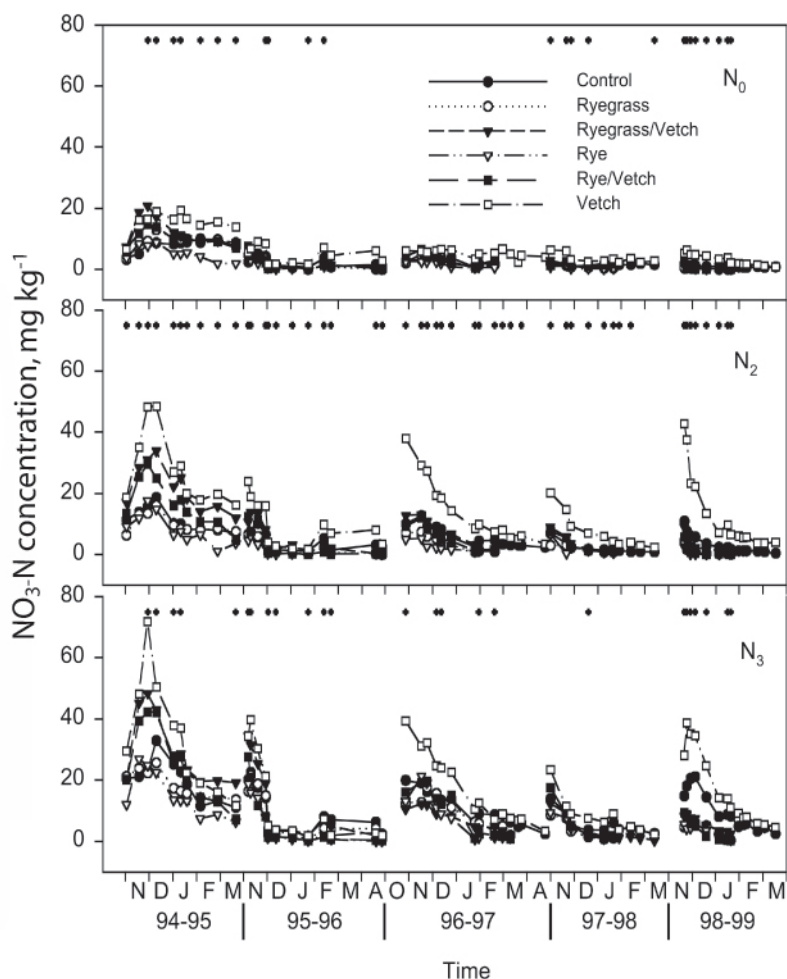 NO3-N concentration, mg kg-1
80
60
40
20
0
N0
Control
Ryegrass
Ryegrass/Vetch
Rye
Rye/Vetch
Vetch
80
60
40
20
0
N2
80
60
40
20
0
N3
N D J F M N D J F M A O N D J F M A N D J F M N D J F M
94-95 95-96 96-97 97-98 98-99
Time